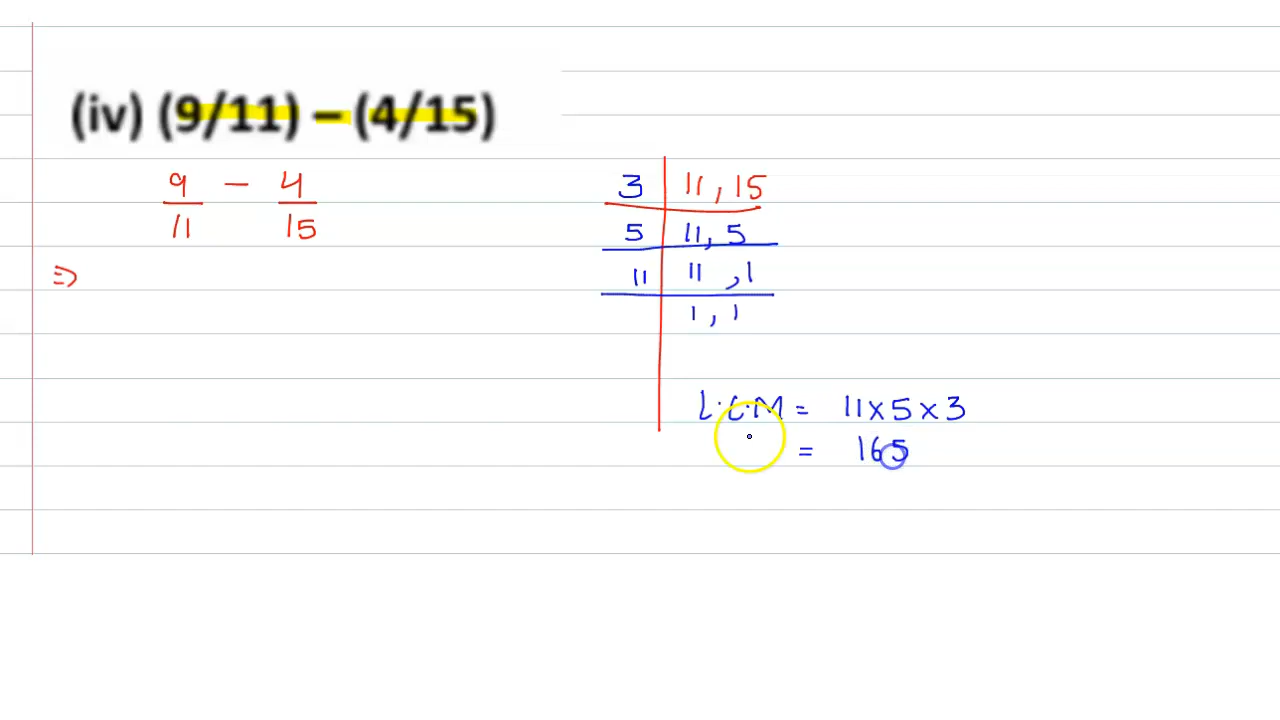 (iv) (9/11) – (4/15)
9/11 − 4/15
⇒
3 | 11, 15
5 | 11, 5
11 | 11, 1
1, 1
L.C.M = 11 × 5 × 3
= 165